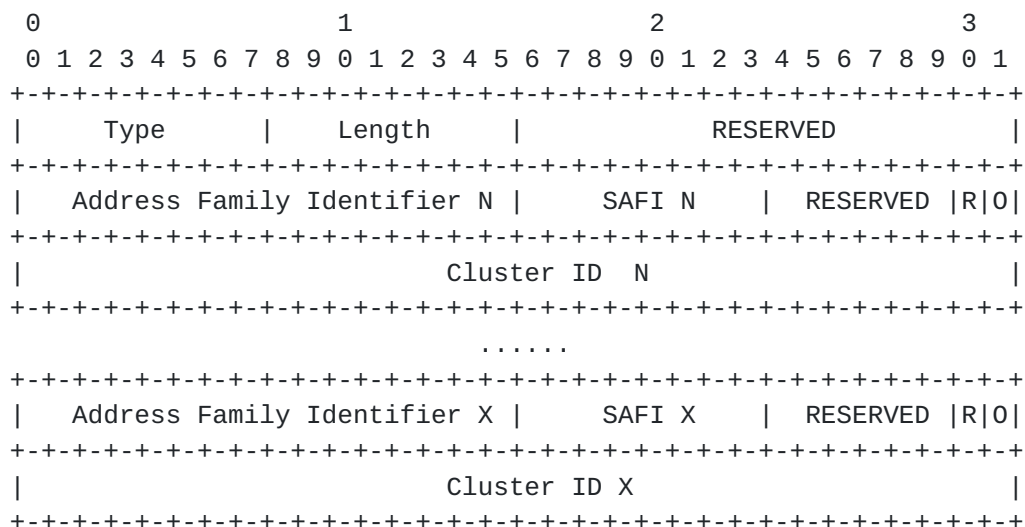 0                   1                   2                   3
 0 1 2 3 4 5 6 7 8 9 0 1 2 3 4 5 6 7 8 9 0 1 2 3 4 5 6 7 8 9 0 1
+-+-+-+-+-+-+-+-+-+-+-+-+-+-+-+-+-+-+-+-+-+-+-+-+-+-+-+-+-+-+-+-+
|     Type      |    Length     |            RESERVED           |
+-+-+-+-+-+-+-+-+-+-+-+-+-+-+-+-+-+-+-+-+-+-+-+-+-+-+-+-+-+-+-+-+
|   Address Family Identifier N |     SAFI N    |  RESERVED |R|O|
+-+-+-+-+-+-+-+-+-+-+-+-+-+-+-+-+-+-+-+-+-+-+-+-+-+-+-+-+-+-+-+-+
|                           Cluster ID  N                       |
+-+-+-+-+-+-+-+-+-+-+-+-+-+-+-+-+-+-+-+-+-+-+-+-+-+-+-+-+-+-+-+-+
                              ......
+-+-+-+-+-+-+-+-+-+-+-+-+-+-+-+-+-+-+-+-+-+-+-+-+-+-+-+-+-+-+-+-+
|   Address Family Identifier X |     SAFI X    |  RESERVED |R|O|
+-+-+-+-+-+-+-+-+-+-+-+-+-+-+-+-+-+-+-+-+-+-+-+-+-+-+-+-+-+-+-+-+
|                           Cluster ID X                        |
+-+-+-+-+-+-+-+-+-+-+-+-+-+-+-+-+-+-+-+-+-+-+-+-+-+-+-+-+-+-+-+-+